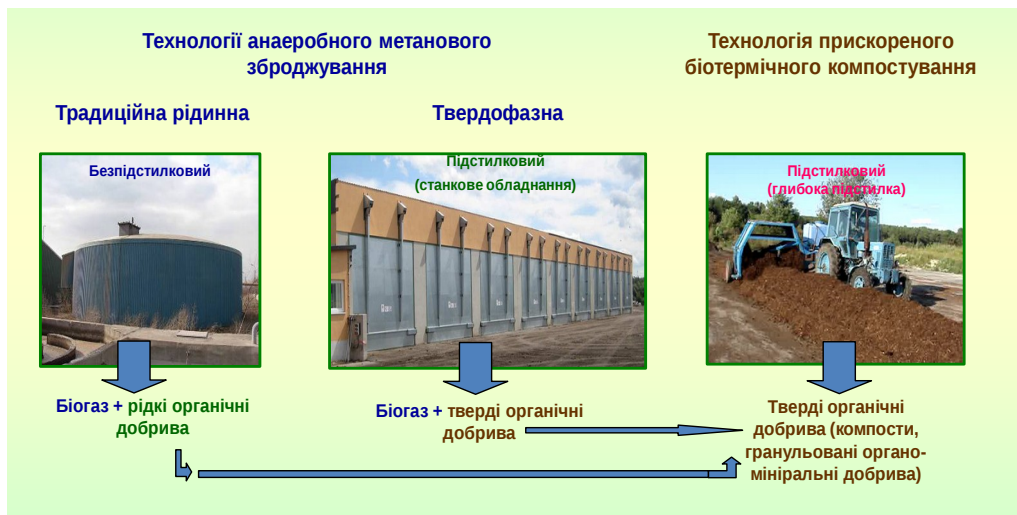 Технології анаеробного метанового
зброджування
Технологія прискореного
біотермічного компостування
Традиційна рідинна
Твердофазна
Безпідстилковий
Підстилковий
(станкове обладнання)
Підстилковий
(глибока підстилка)
Біогаз + рідкі органічні
добрива
Біогаз + тверді органічні
добрива
Тверді органічні
добрива (компости,
гранульовані органо-
мініральні добрива)